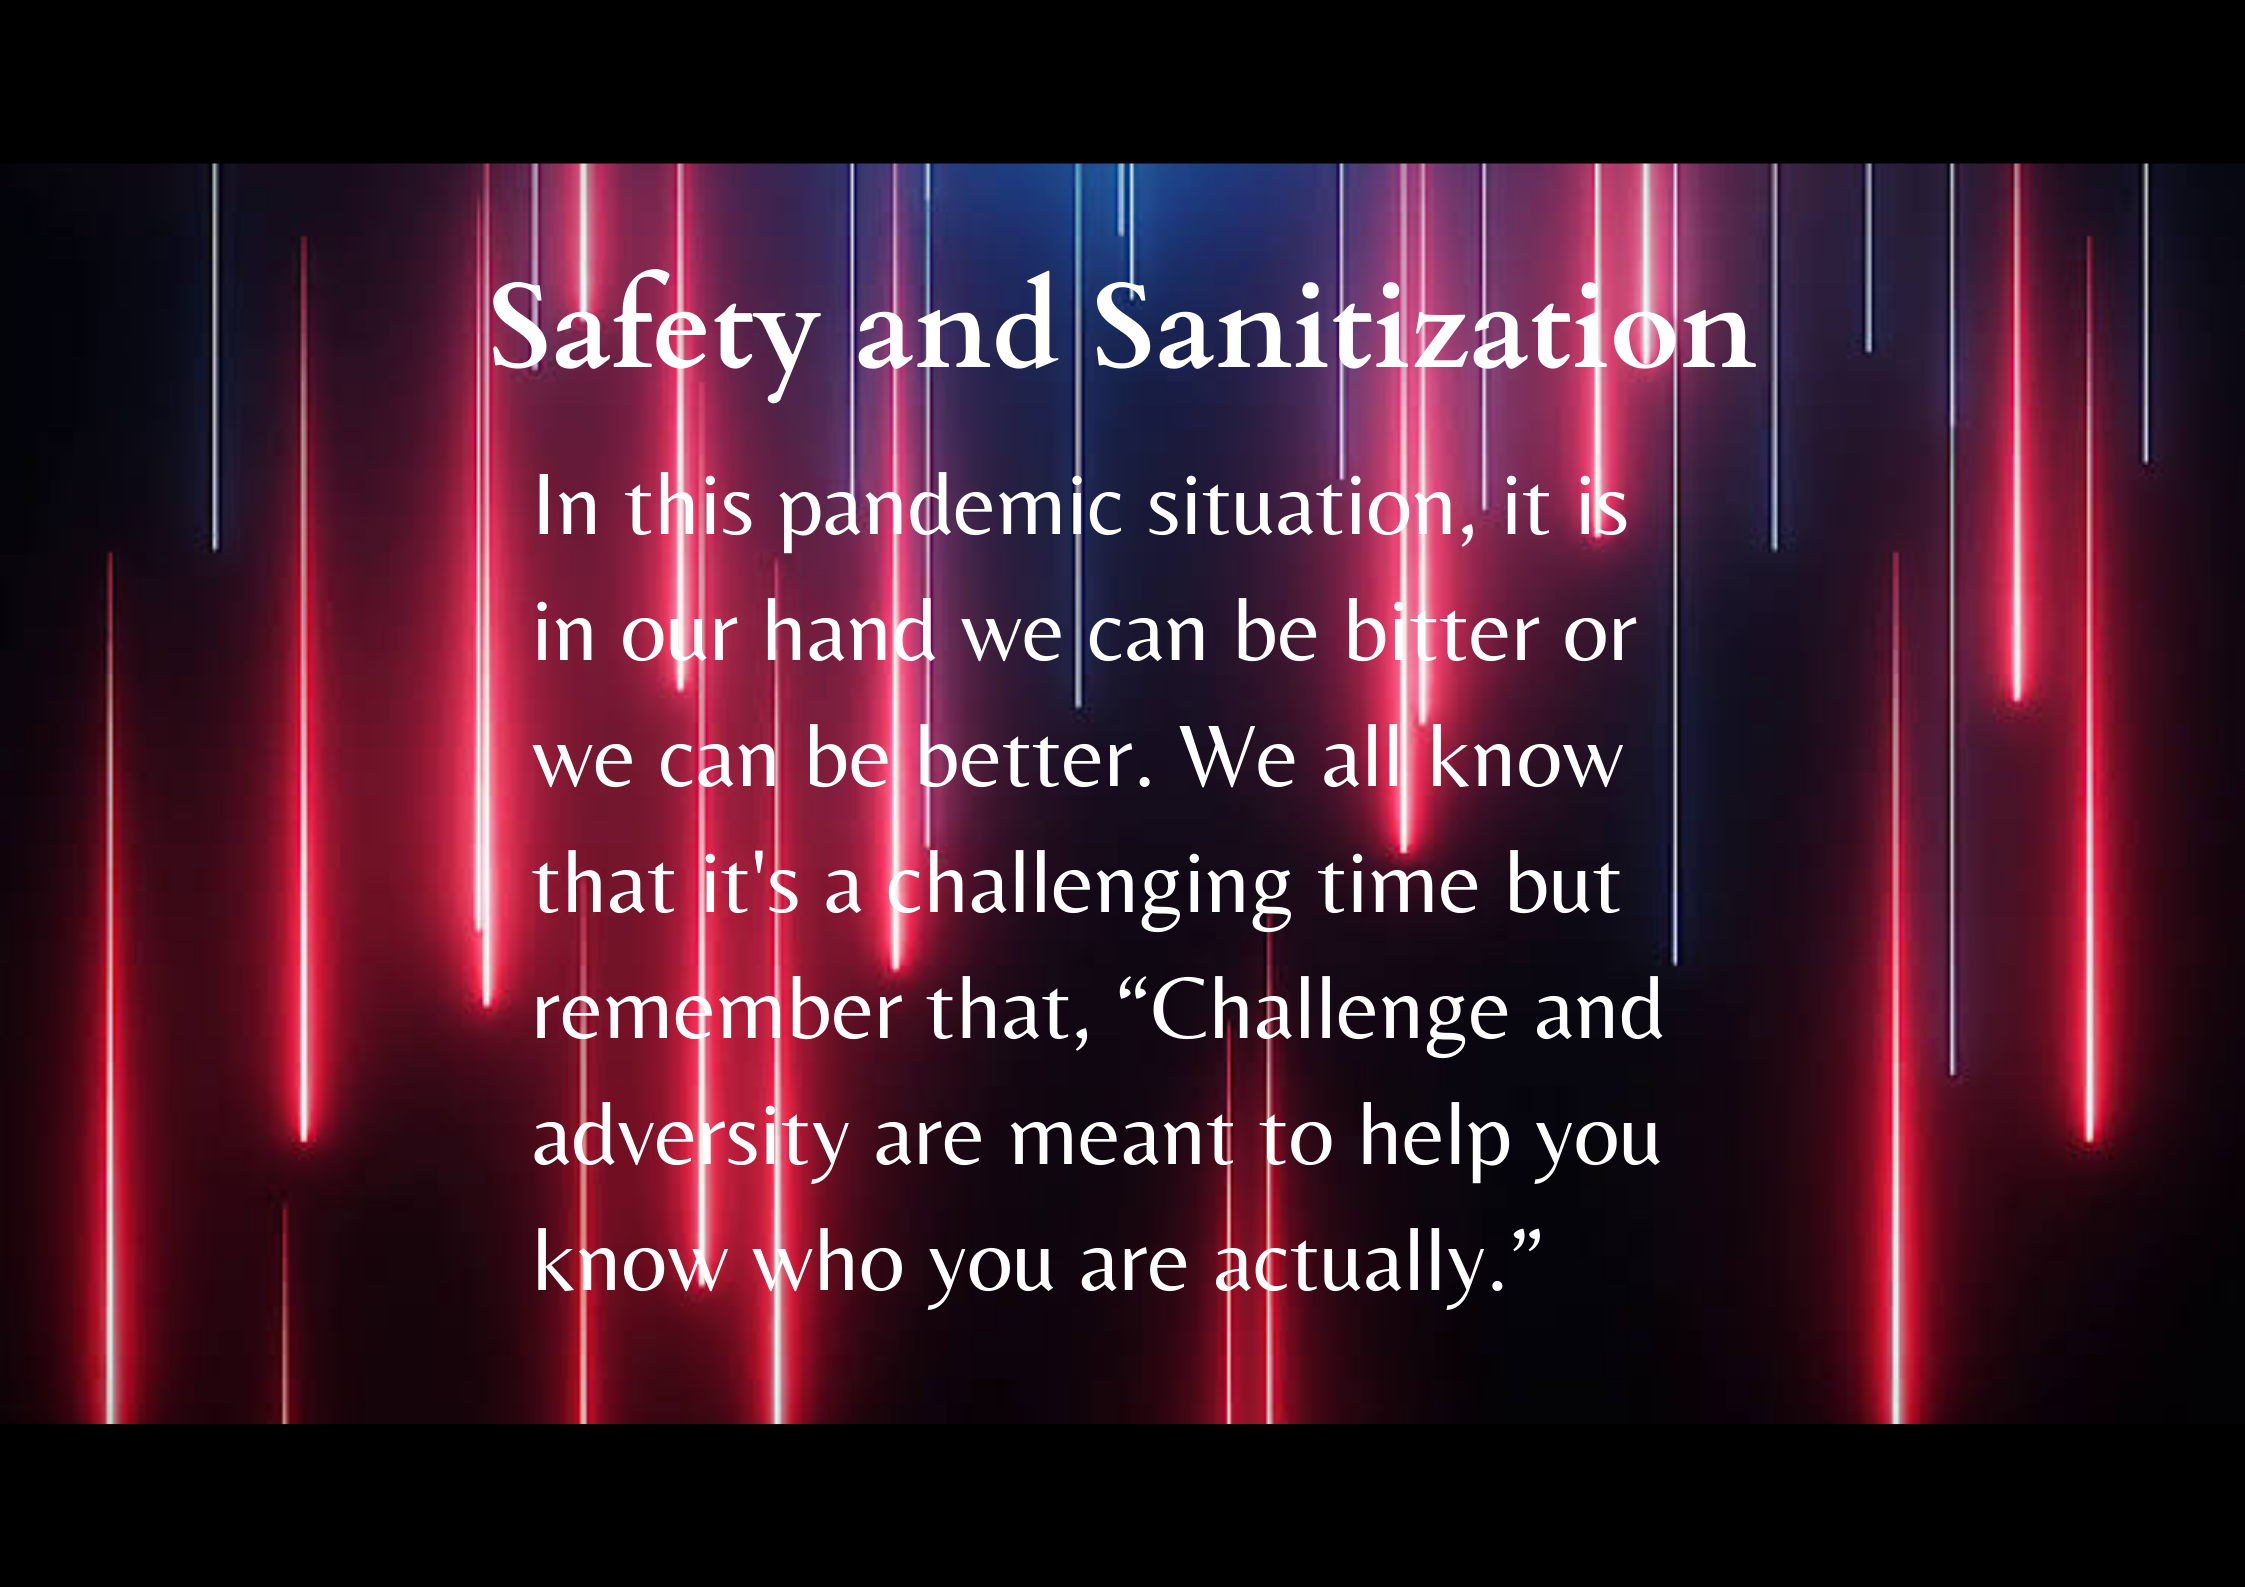 Safety and Sanitization
In this pandemic situation, it is
in our hand we can be bitter or
we can be better. We all know
that it's a challenging time but
remember that, “Challenge and
adversity are meant to help you
know who you are actually.”